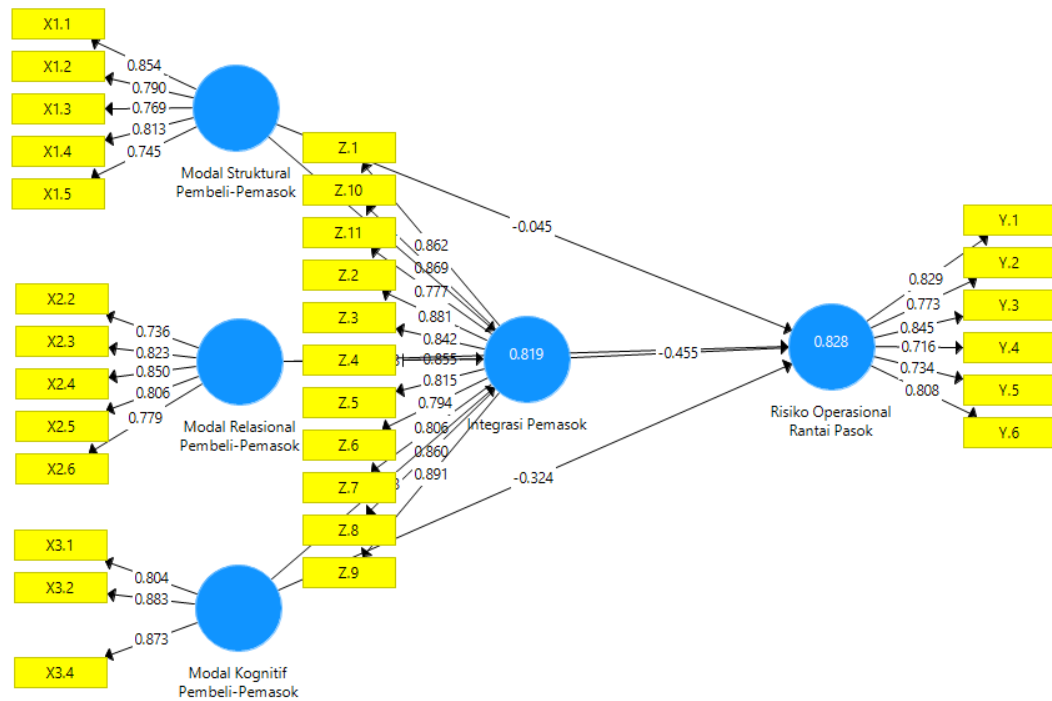 X1.1
X1.2
X1.3
X1.4
X1.5
0.854
0.790
0.769
0.813
0.745
Modal Struktural
Pembeli-Pemasok
X2.2
X2.3
X2.4
X2.5
X2.6
0.736
0.823
0.850
0.806
0.779
Modal Relasional
Pembeli-Pemasok
X3.1
X3.2
X3.4
0.804
0.883
0.873
Modal Kognitif
Pembeli-Pemasok
Z.1
Z.10
Z.11
Z.2
Z.3
Z.4
Z.5
Z.6
Z.7
Z.8
Z.9
0.862
0.869
0.777
0.881
0.842
0.855
0.815
0.794
0.806
0.860
0.891
0.819
Integrasi Pemasok
-0.045
-0.455
-0.324
0.828
Risiko Operasional
Rantai Pasok
0.829
0.773
0.845
0.716
0.734
0.808
Y.1
Y.2
Y.3
Y.4
Y.5
Y.6